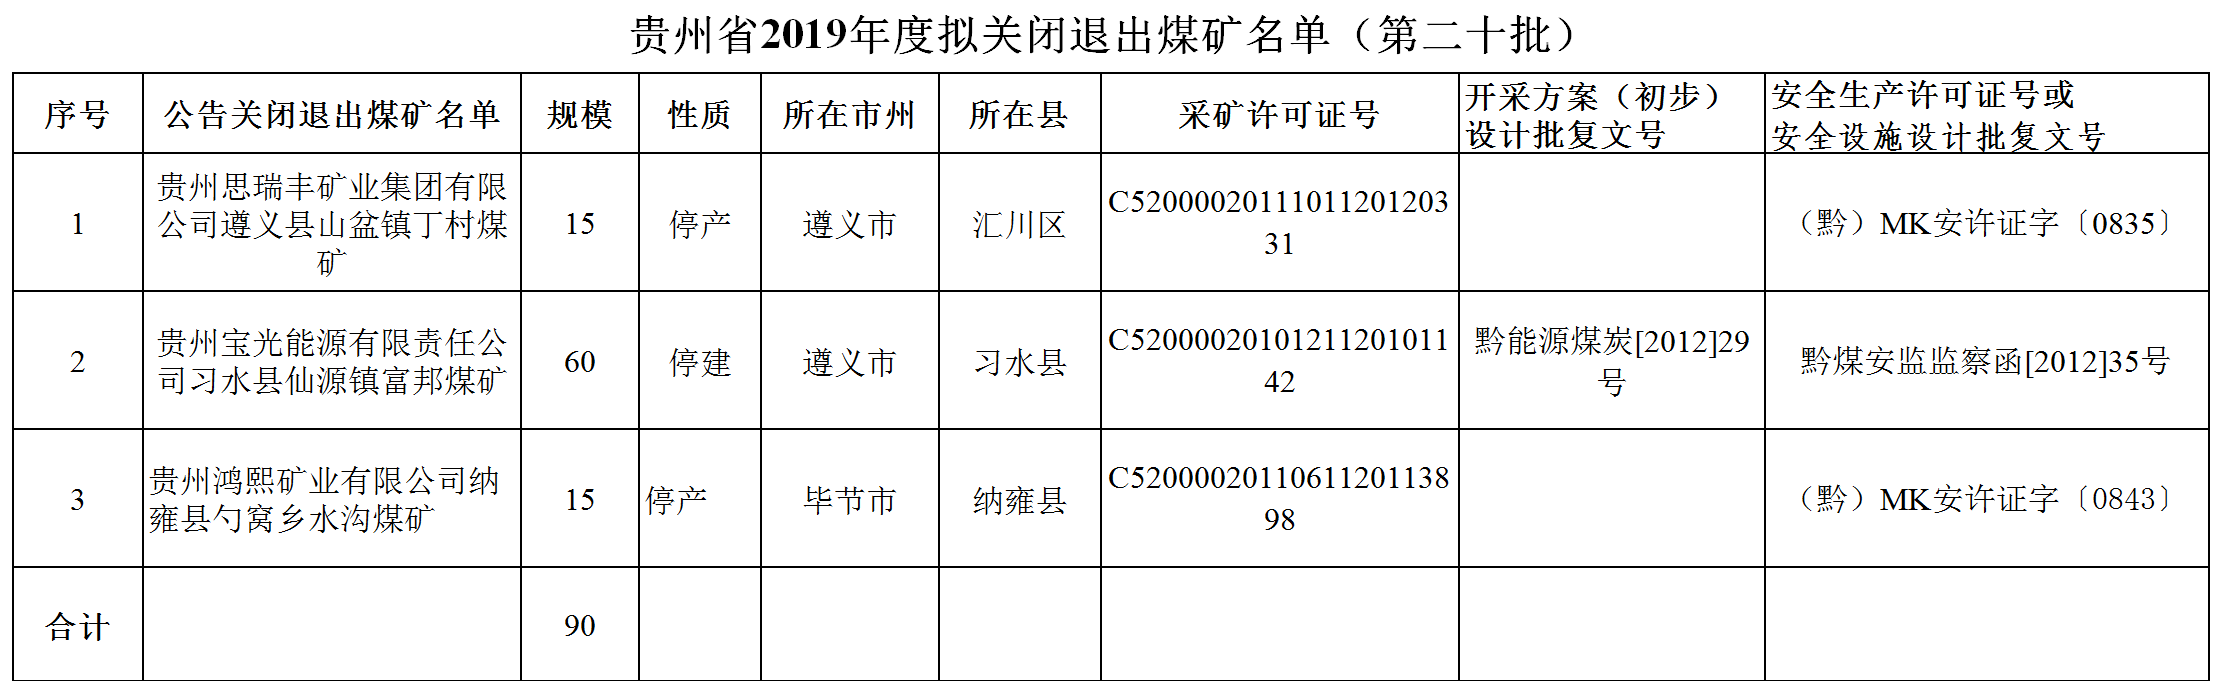 贵州省2019年度拟关闭退出煤矿名单（第二十批）
序号
公告关闭退出煤矿名单
规模
性质
所在市州
所在县
采矿许可证号
开采方案（初步）
设计批复文号
安全生产许可证号或
安全设施设计批复文号
1
贵州思瑞丰矿业集团有限
公司遵义县山盆镇丁村煤
矿
15
停产
遵义市
汇川区
C52000020111011201203
31
（黔）MK安许证字〔0835〕
2
贵州宝光能源有限责任公
司习水县仙源镇富邦煤矿
60
停建
遵义市
习水县
C52000020101211201011
42
黔能源煤炭[2012]29
号
黔煤安监监察函[2012]35号
3
贵州鸿熙矿业有限公司纳
雍县勺窝乡水沟煤矿
15
停产
毕节市
纳雍县
C52000020110611201138
98
（黔）MK安许证字〔0843〕
合计
90